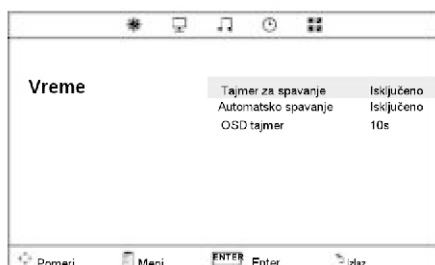 Vreme
Tajmer za spavanje Isključeno
Automatsko spavanje Isključeno
OSD tajmer 10s
Pomeri Meni ENTER Enter Izlaz